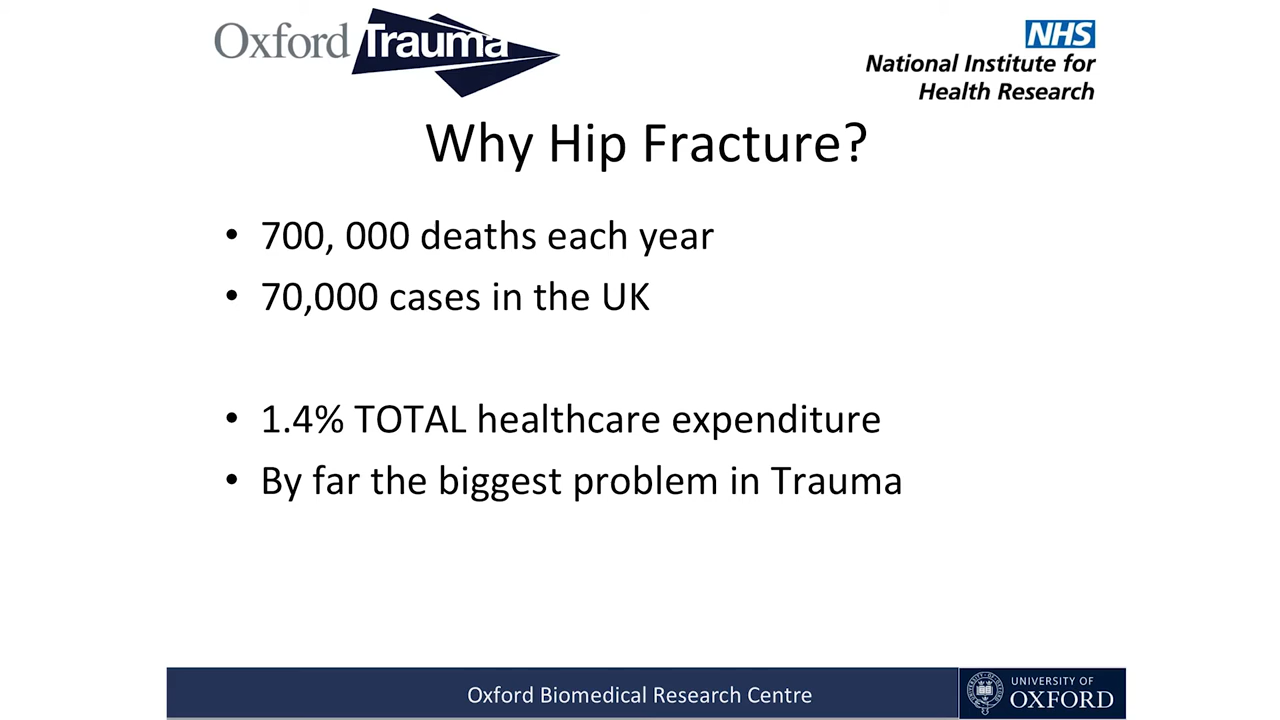 Oxford Trauma
NHS
National Institute for
Health Research
Why Hip Fracture?
• 700, 000 deaths each year
• 70,000 cases in the UK
• 1.4% TOTAL healthcare expenditure
• By far the biggest problem in Trauma
Oxford Biomedical Research Centre
UNIVERSITY OF
OXFORD